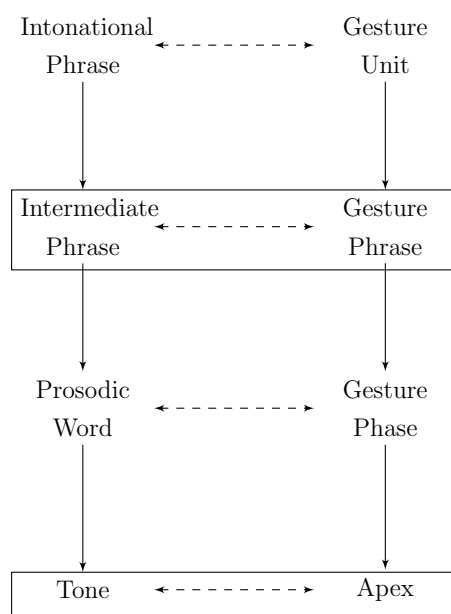 Intonational Phrase
Gesture Unit
Intermediate Phrase
Gesture Phrase
Prosodic Word
Gesture Phase
Tone
Apex